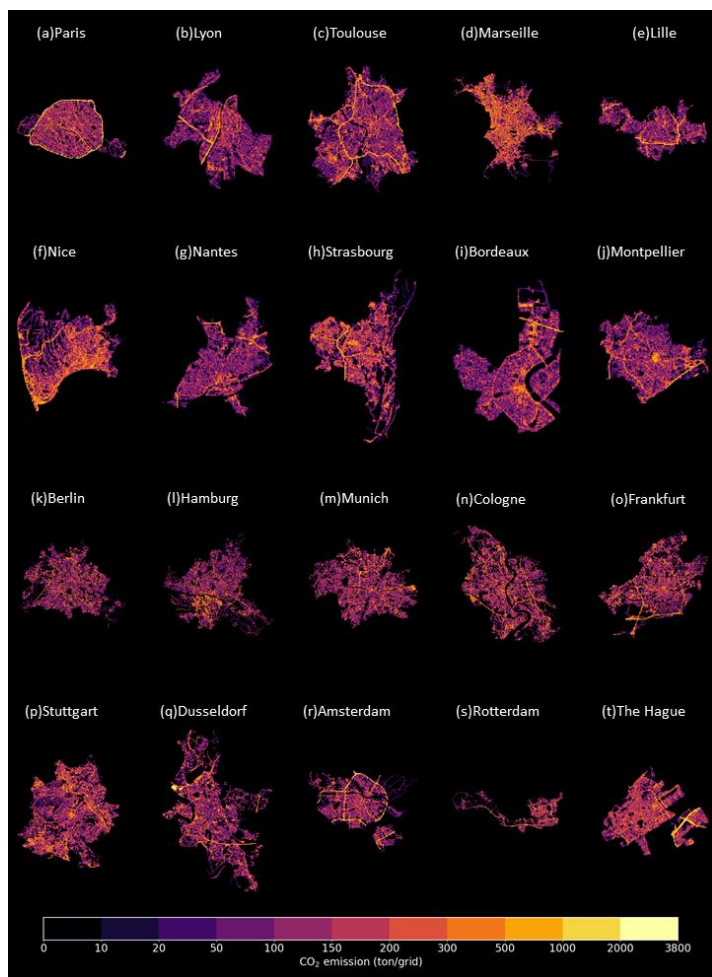 (a)Paris (b)Lyon (c)Toulouse (d)Marseille (e)Lille
(f)Nice (g)Nantes (h)Strasbourg (i)Bordeaux (j)Montpellier
(k)Berlin (l)Hamburg (m)Munich (n)Cologne (o)Frankfurt
(p)Stuttgart (q)Dusseldorf (r)Amsterdam (s)Rotterdam (t)The Hague
0 10 20 50 100 150 200 300 500 1000 2000 3800
CO₂ emission (ton/grid)